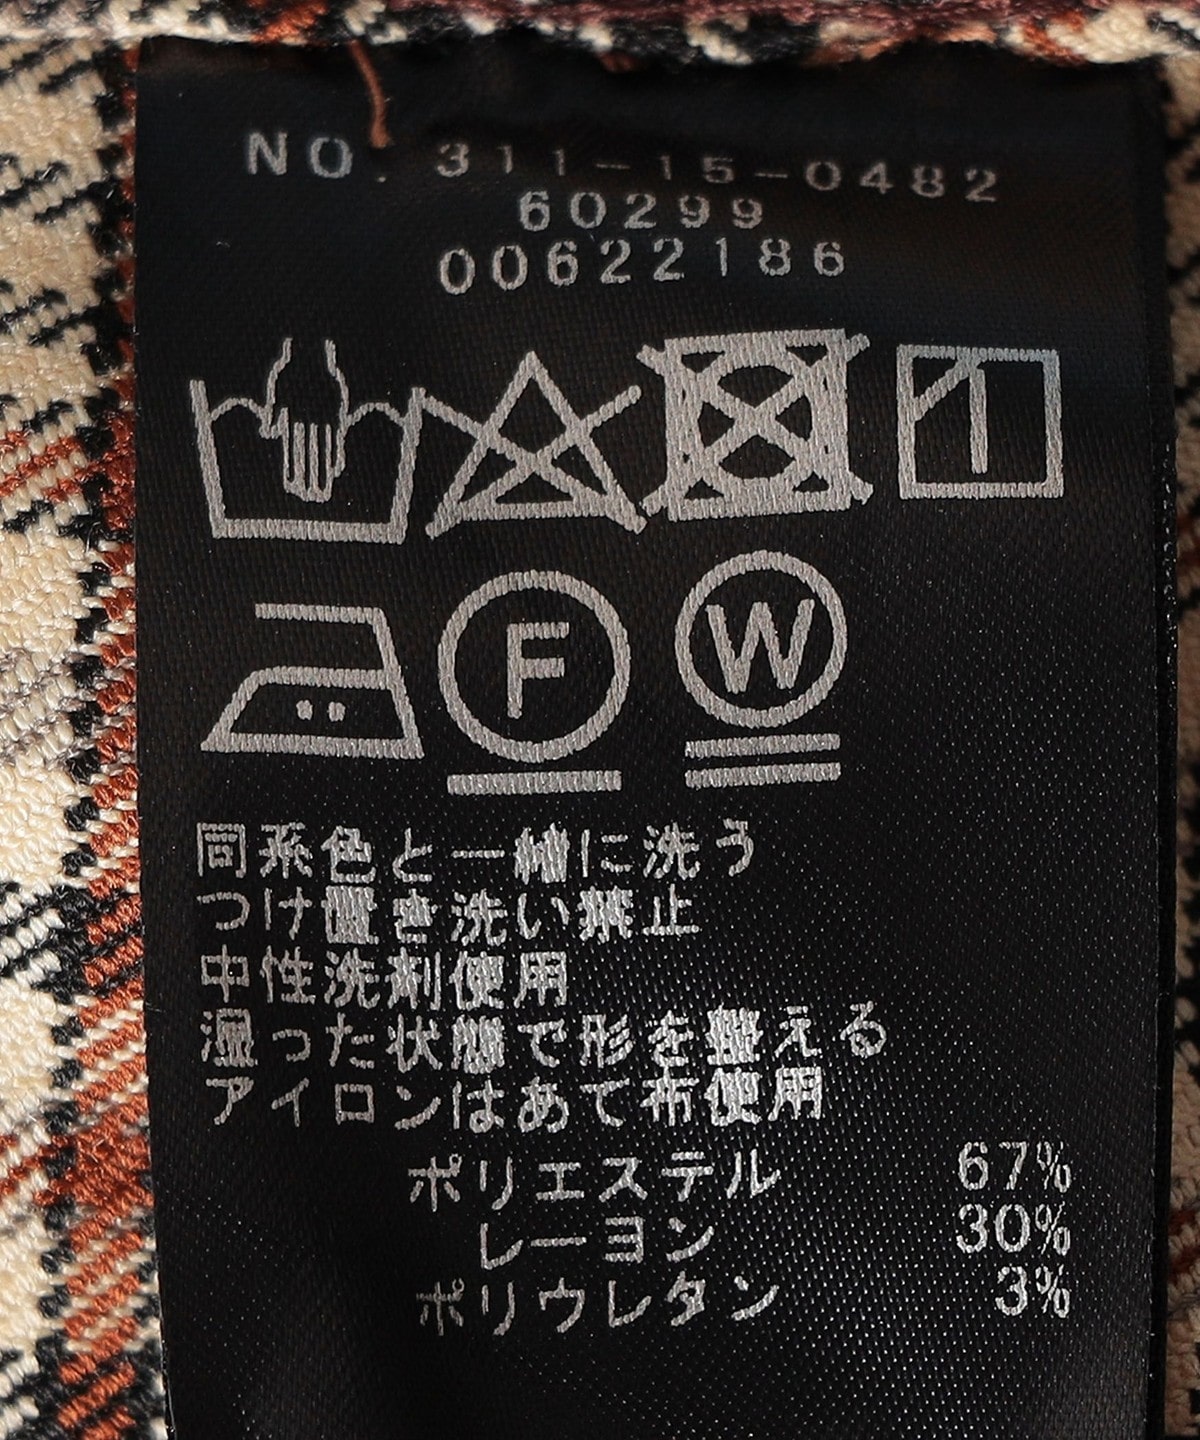 NO. 311-15-0482
60299
00622186
F W
同系色と一緒に洗う
つけ置き洗い禁止
中性洗剤使用
湿った状態で形を整える
アイロンはあて布使用
ポリエステル 67%
レーヨン 30%
ポリウレタン 3%